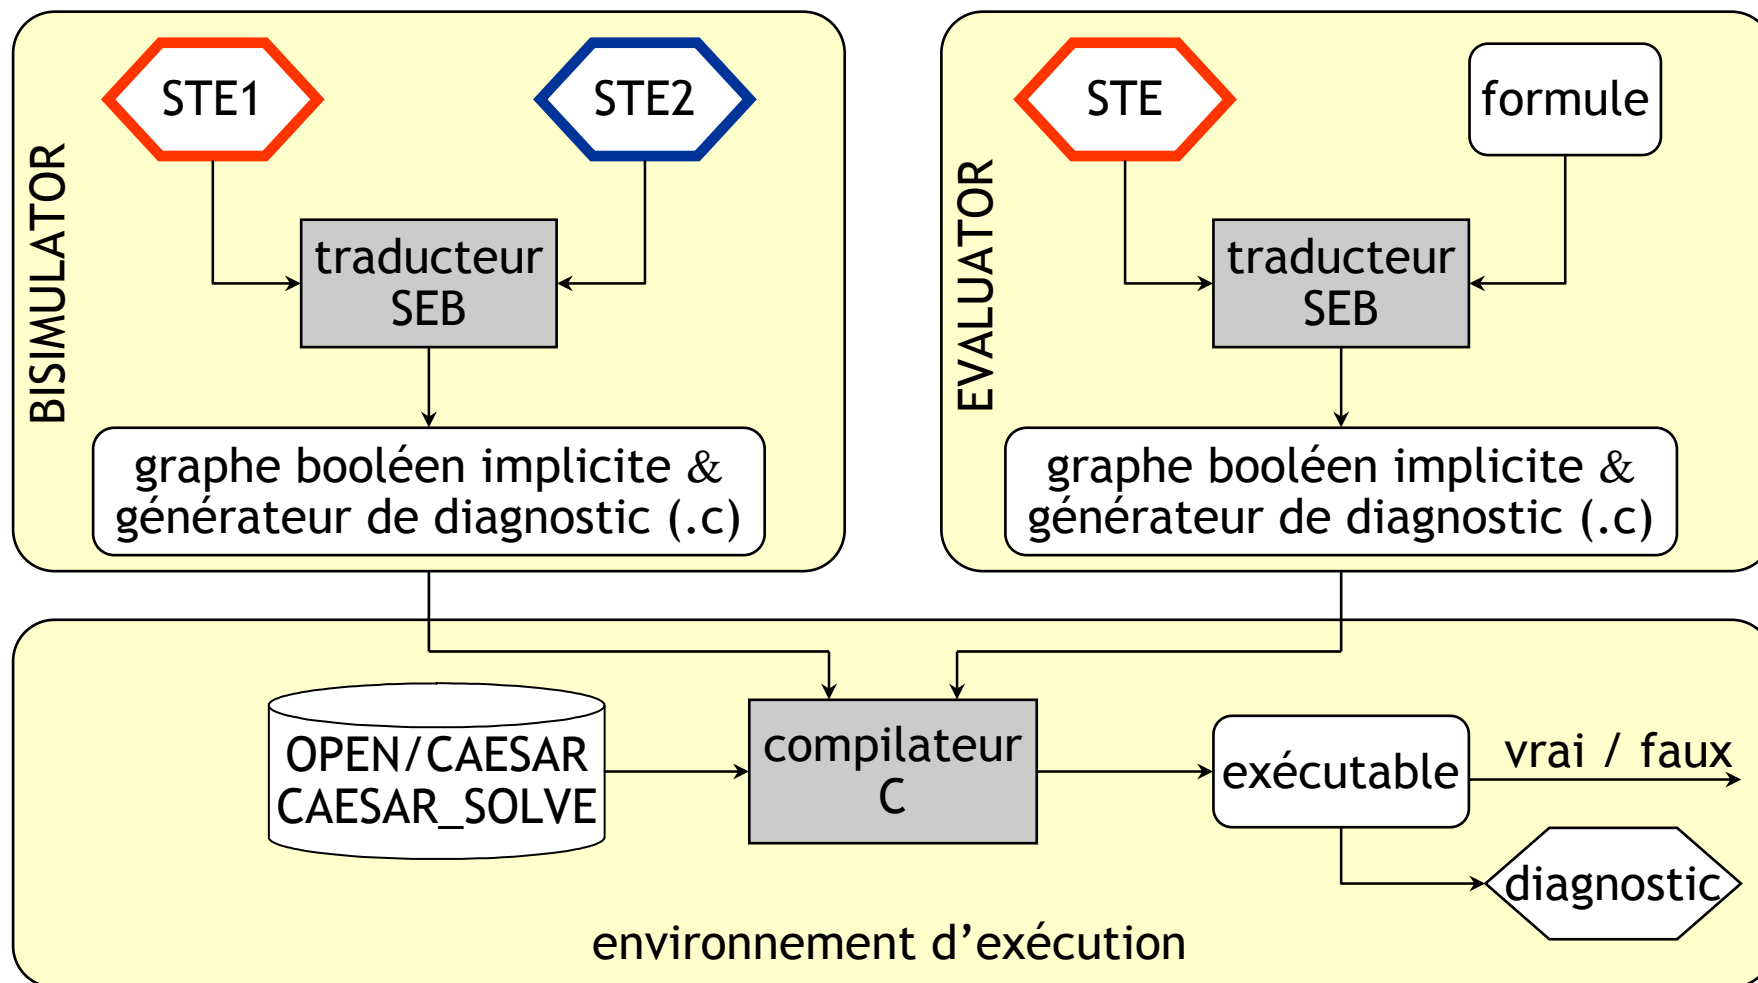 BISIMULATOR
STE1
STE2
traducteur
SEB
graphe booléen implicite &
générateur de diagnostic (.c)
EVALUATOR
STE
formule
traducteur
SEB
graphe booléen implicite &
générateur de diagnostic (.c)
OPEN/CAESAR
CAESAR_SOLVE
compilateur
C
exécutable
vrai / faux
diagnostic
environnement d’exécution